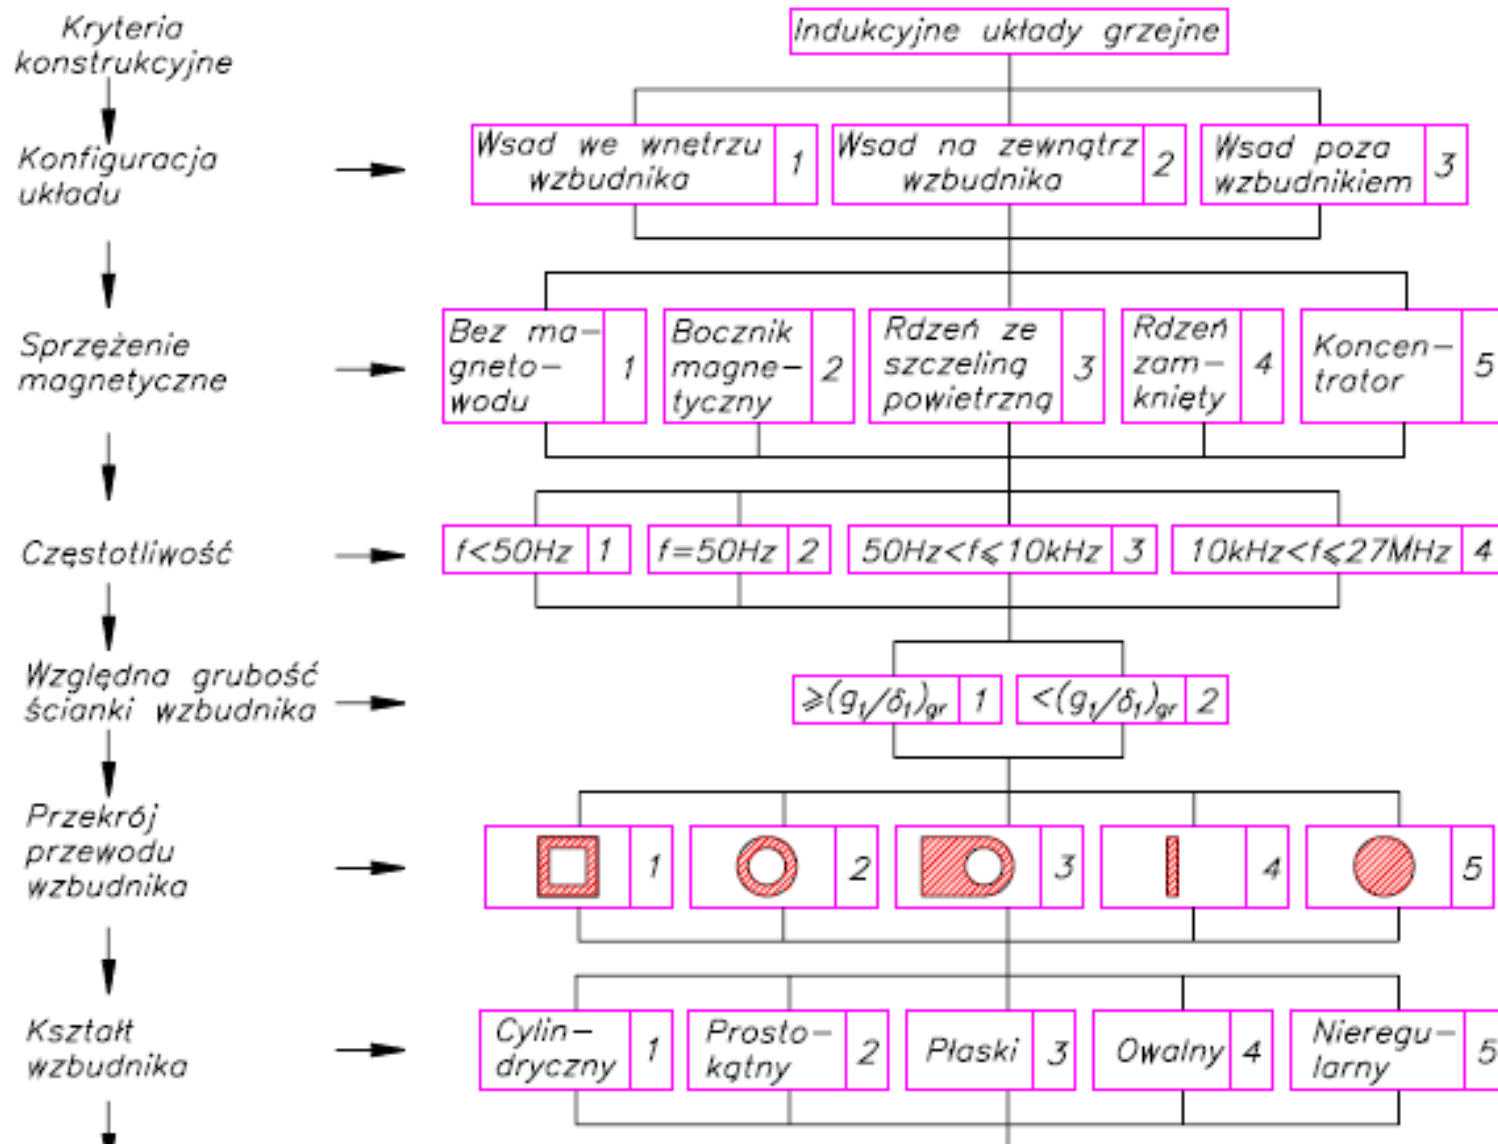 Kryteria
konstrukcyjne
Indukcyjne układy grzejne
Konfiguracja
układu
Wsad we wnętrzu
wzbudnika
1
Wsad na zewnątrz
wzbudnika
2
Wsad poza
wzbudnikiem
3
Sprzężenie
magnetyczne
Bez ma-
gneto-
wodu
1
Bocznik
magne-
tyczny
2
Rdzeń ze
szczeliną
powietrzną
3
Rdzeń
zam-
knięty
4
Koncen-
trator
5
Częstotliwość
f<50Hz 1
f=50Hz 2
50Hz<f⩽10kHz 3
10kHz<f⩽27MHz 4
Względna grubość
ścianki wzbudnika
⩾(g₁/δ₁)gr 1
<(g₁/δ₁)gr 2
Przekrój
przewodu
wzbudnika
1
2
3
4
5
Kształt
wzbudnika
Cylin-
dryczny
1
Prosto-
kątny
2
Płaski 3
Owalny 4
Nieregu-
larny
5